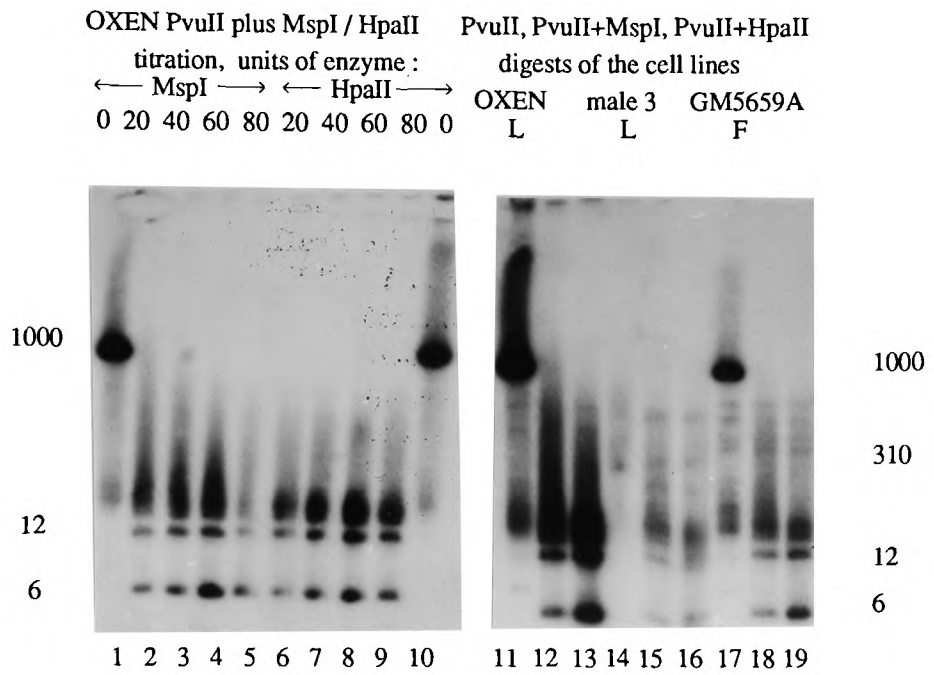 OXEN PvuII plus MspI / HpaII
titration, units of enzyme :
← MspI → ← HpaII →
0 20 40 60 80 20 40 60 80 0
PvuII, PvuII+MspI, PvuII+HpaII
digests of the cell lines
OXEN male 3 GM5659A
L L F
1000
12
6
1000
310
12
6
1 2 3 4 5 6 7 8 9 10
11 12 13 14 15 16 17 18 19